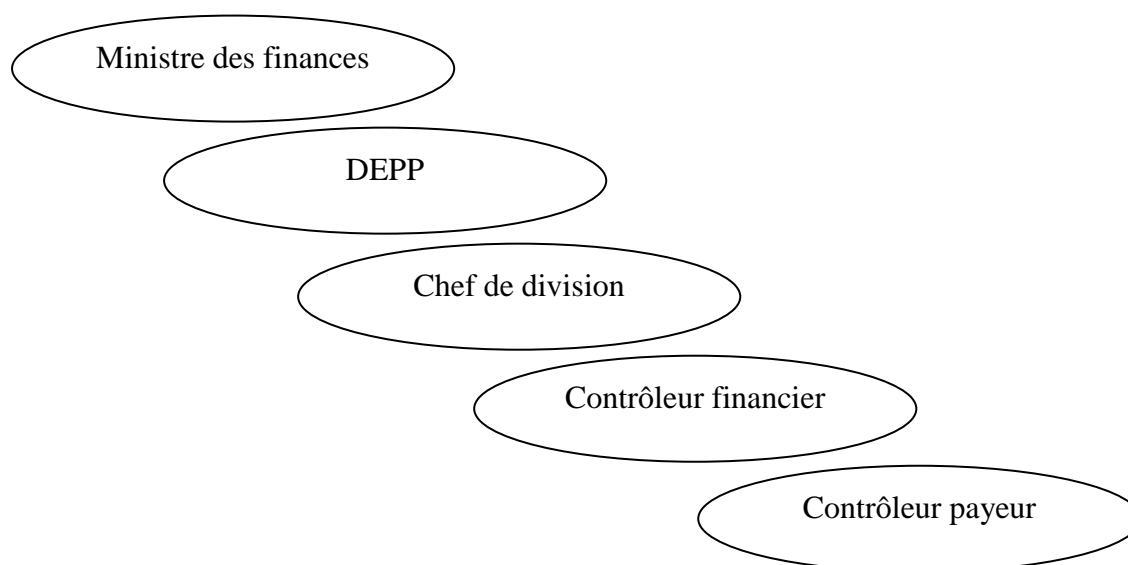 Ministre des finances
DEPP
Chef de division
Contrôleur financier
Contrôleur payeur